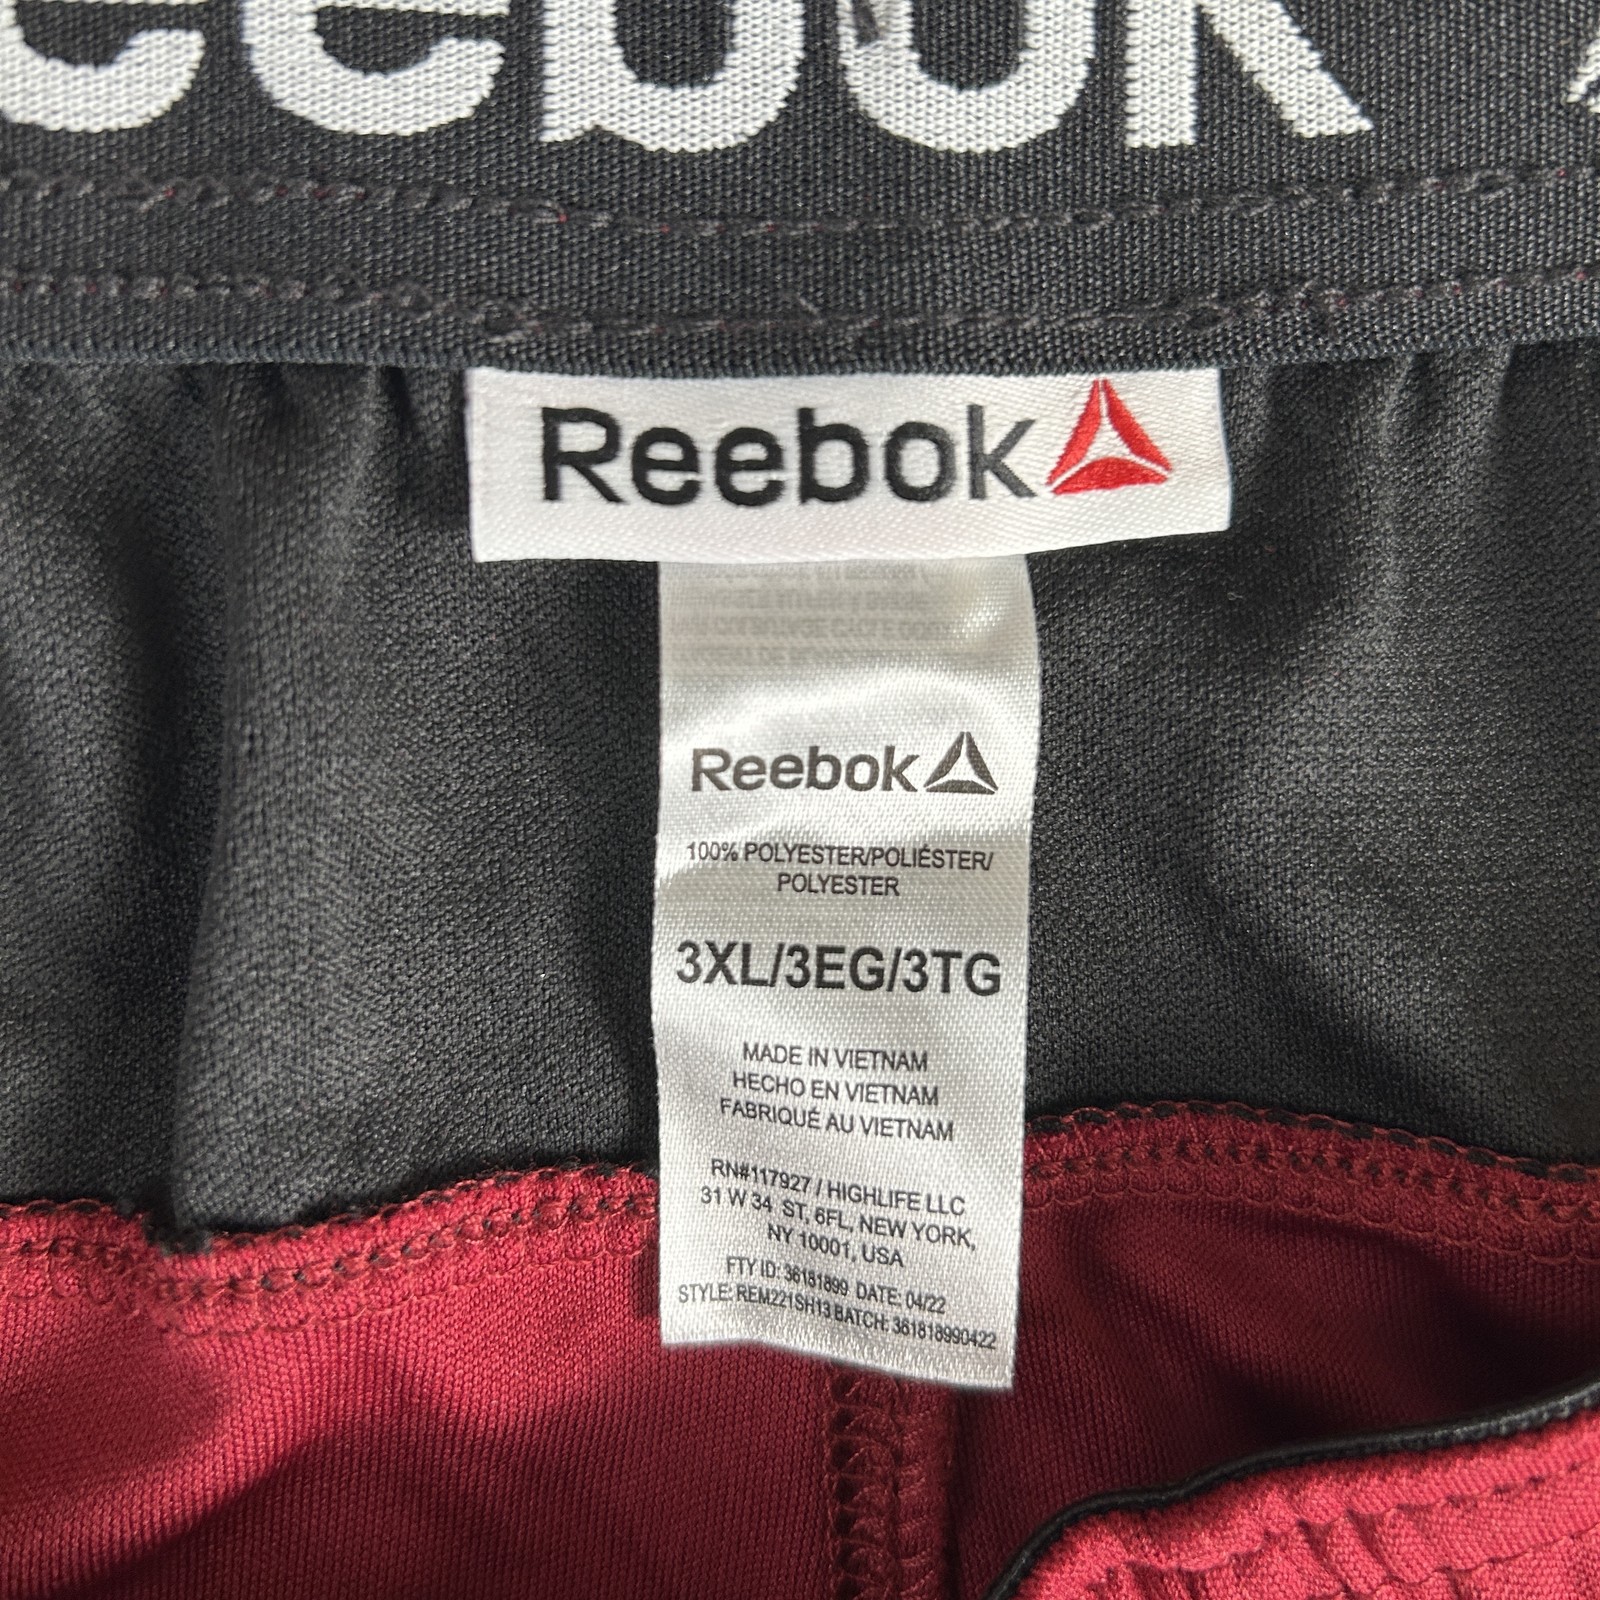 eebok
Reebok
Reebok
100% POLYESTER/POLIÉSTER/
POLYESTER
3XL/3EG/3TG
MADE IN VIETNAM
HECHO EN VIETNAM
FABRIQUÉ AU VIETNAM
RN#117927 / HIGHLIFE LLC
31 W 34 ST, 6FL, NEW YORK,
NY 10001, USA
FTY ID: 36181899 DATE: 04/22
STYLE: REM221SH13 BATCH: 361818990422